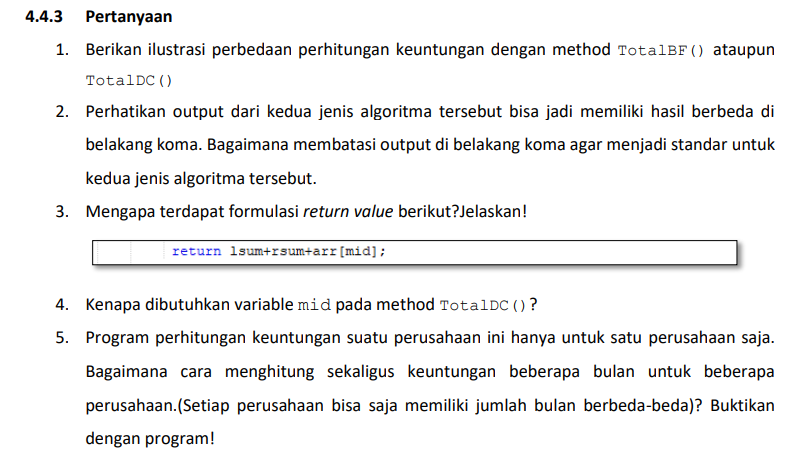 4.4.3 Pertanyaan
1. Berikan ilustrasi perbedaan perhitungan keuntungan dengan method TotalBF() ataupun
TotalDC()
2. Perhatikan output dari kedua jenis algoritma tersebut bisa jadi memiliki hasil berbeda di
belakang koma. Bagaimana membatasi output di belakang koma agar menjadi standar untuk
kedua jenis algoritma tersebut.
3. Mengapa terdapat formulasi return value berikut?Jelaskan!
return lsum+rsum+arr[mid];
4. Kenapa dibutuhkan variable mid pada method TotalDC()?
5. Program perhitungan keuntungan suatu perusahaan ini hanya untuk satu perusahaan saja.
Bagaimana cara menghitung sekaligus keuntungan beberapa bulan untuk beberapa
perusahaan.(Setiap perusahaan bisa saja memiliki jumlah bulan berbeda-beda)? Buktikan
dengan program!